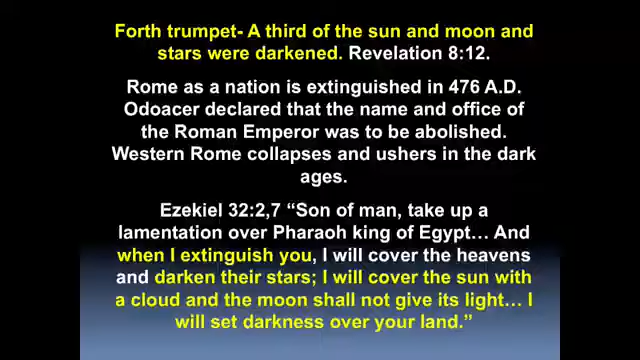 Forth trumpet- A third of the sun and moon and
stars were darkened. Revelation 8:12.
Rome as a nation is extinguished in 476 A.D.
Odoacer declared that the name and office of
the Roman Emperor was to be abolished.
Western Rome collapses and ushers in the dark
ages.
Ezekiel 32:2,7 “Son of man, take up a
lamentation over Pharaoh king of Egypt… And
when I extinguish you, I will cover the heavens
and darken their stars; I will cover the sun with
a cloud and the moon shall not give its light… I
will set darkness over your land.”